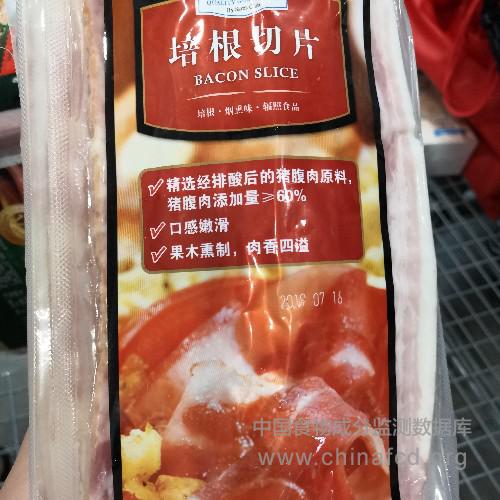 培根切片
BACON SLICE
培根·烟熏味·辐照食品
精选经排酸后的猪腹肉原料，
猪腹肉添加量≥60%
口感嫩滑
果木熏制，肉香四溢
2016 07 16
中国食物成分监测数据库
www.chinafcd.org